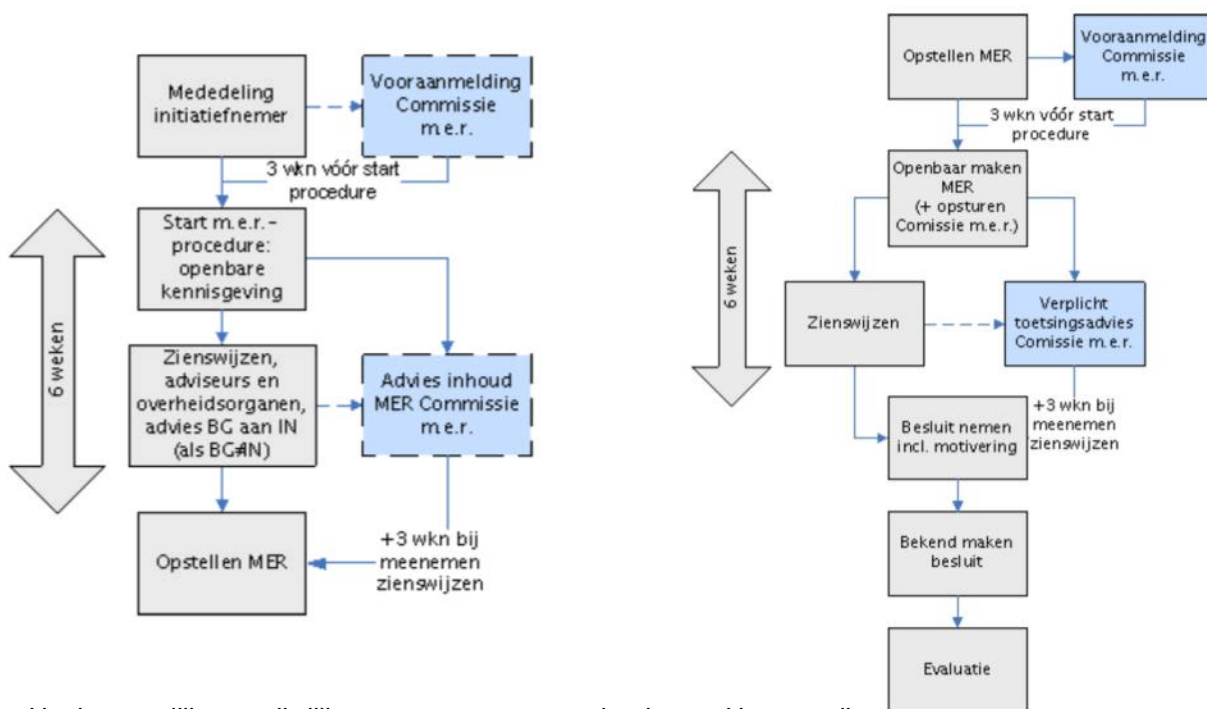 Mededeling
initiatiefnemer
Vooraanmelding
Commissie
m.e.r.
3 wkn vóór start
procedure
Start m.e.r.-
procedure:
openbare
kennisgeving
6 weken
Zienswijzen,
adviseurs en
overheidsorganen,
advies BG aan IN
(als BG≠IN)
Advies inhoud
MER Commissie
m.e.r.
Opstellen MER
+3 wkn bij
meenemen
zienswijzen
Opstellen MER
Vooraanmelding
Commissie
m.e.r.
3 wkn vóór start
procedure
Openbaar maken
MER
(+ opsturen
Comissie m.e.r.)
6 weken
Zienswijzen
Verplicht
toetsingsadvies
Comissie m.e.r.
Besluit nemen
incl. motivering
+3 wkn bij
meenemen
zienswijzen
Bekend maken
besluit
Evaluatie